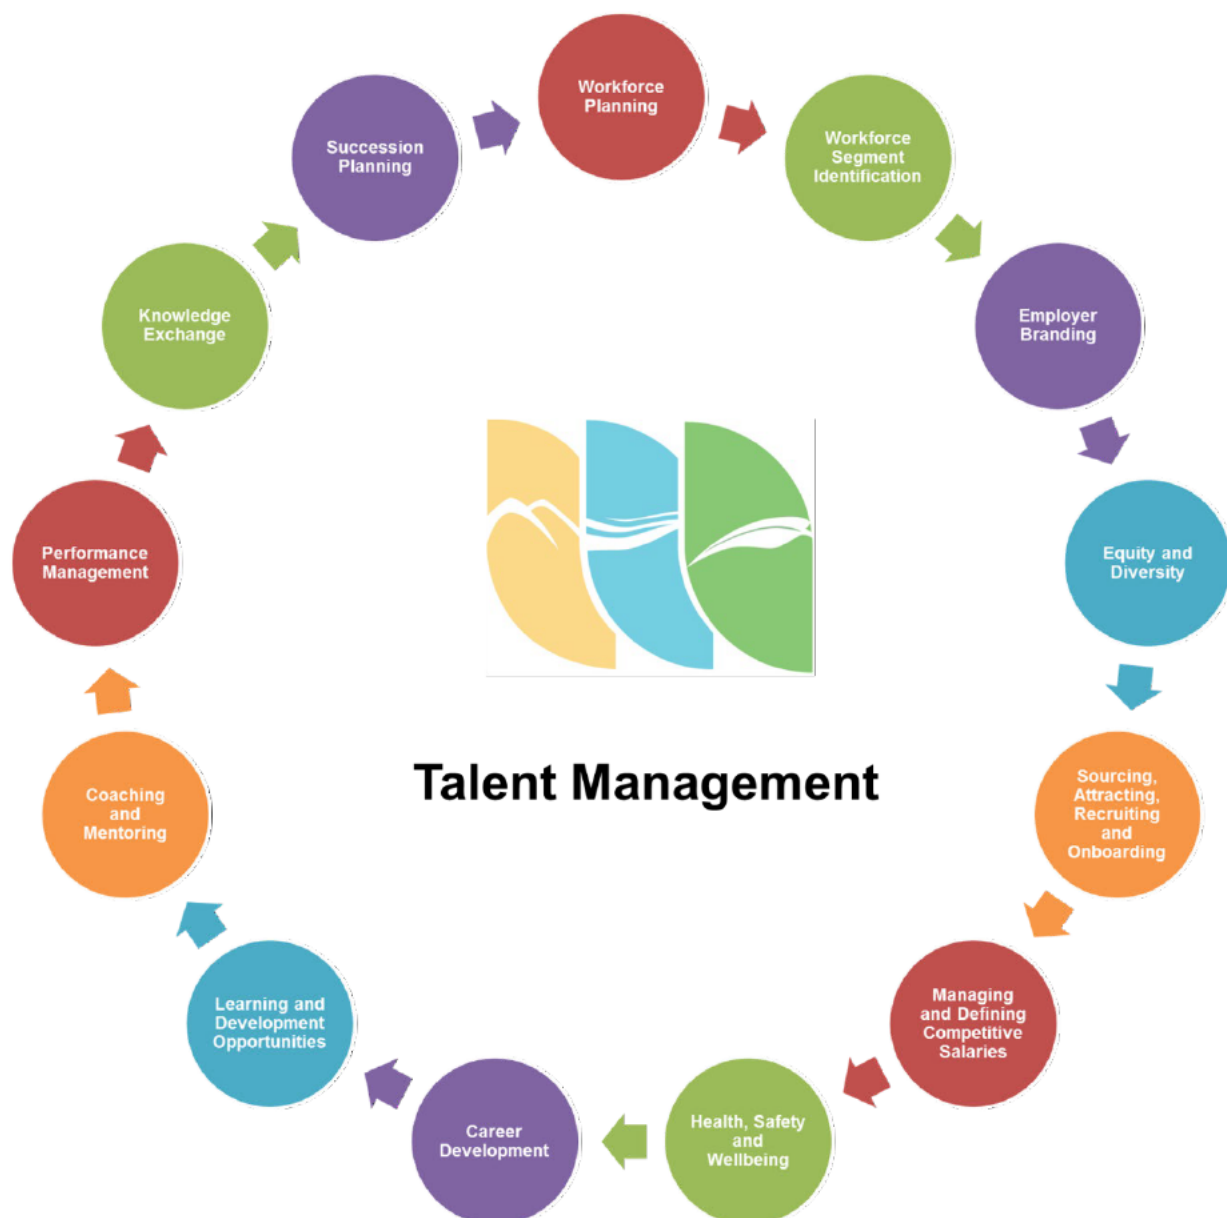 Workforce
Planning
Workforce
Segment
Identification
Employer
Branding
Equity and
Diversity
Sourcing,
Attracting,
Recruiting
and
Onboarding
Managing
and Defining
Competitive
Salaries
Health, Safety
and
Wellbeing
Career
Development
Learning and
Development
Opportunities
Coaching
and
Mentoring
Performance
Management
Knowledge
Exchange
Succession
Planning
Talent Management